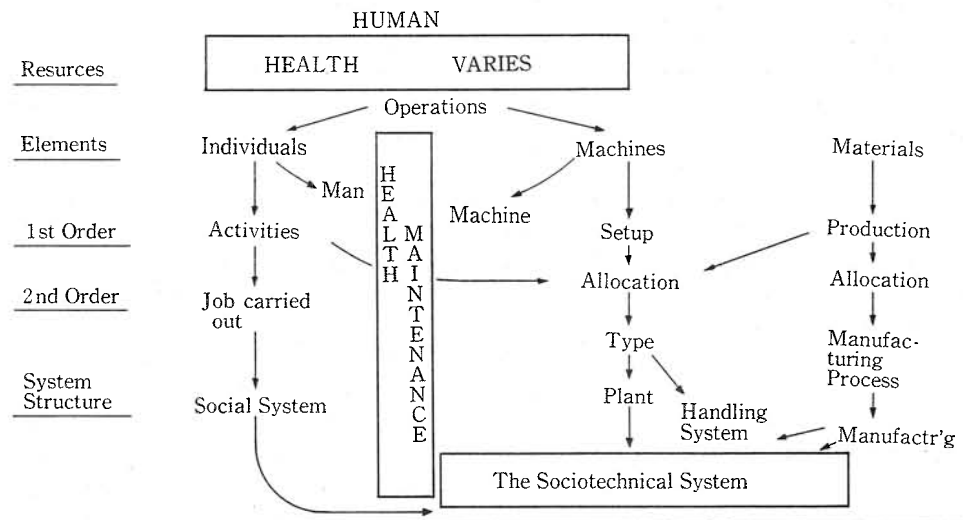 HUMAN
HEALTH VARIES
Resurces
Operations
Elements
Individuals
Machines
Materials
Man
HEALTH
MAINTENANCE
Machine
1st Order
Activities
Setup
Production
Allocation
Allocation
2nd Order
Job carried
out
Type
Manufac-
turing
Process
System
Structure
Social System
Plant
Handling
System
Manufactr'g
The Sociotechnical System